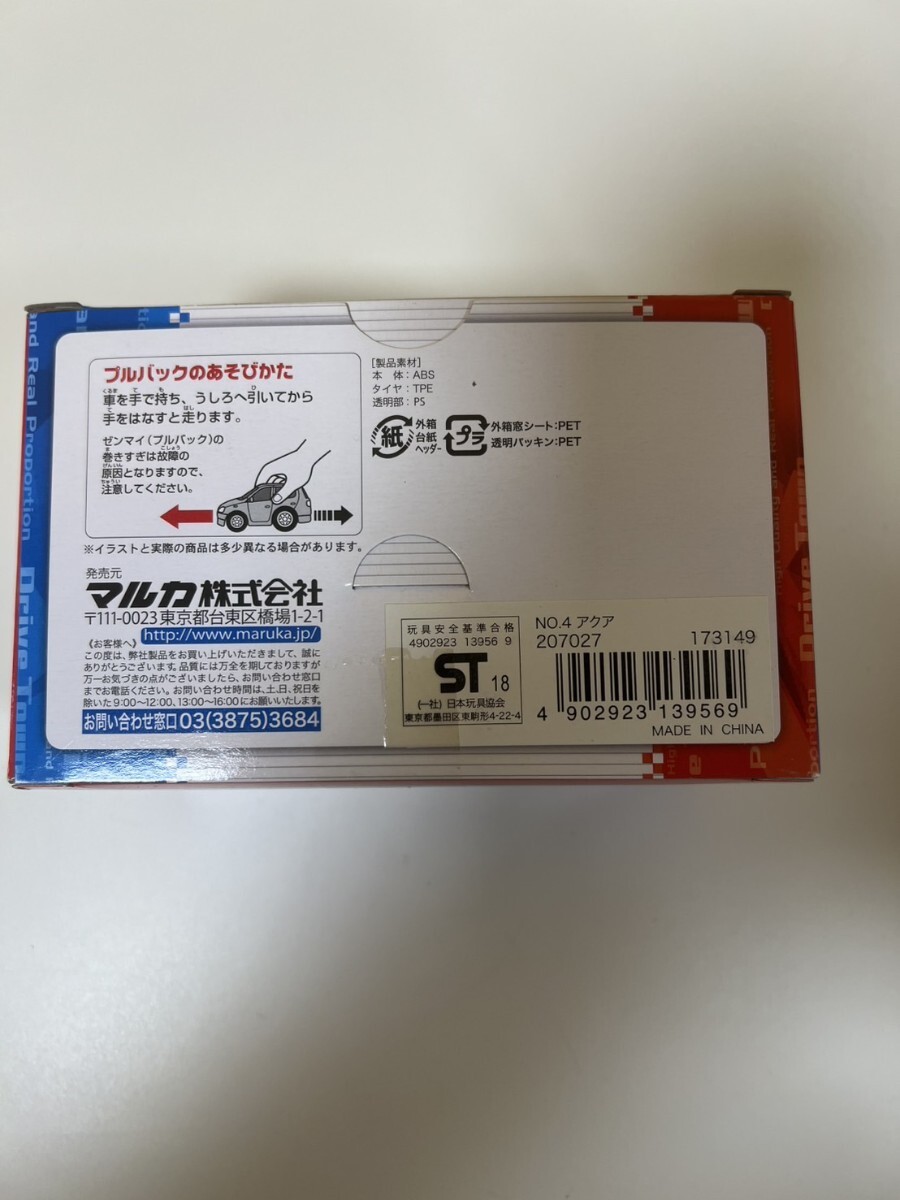 プルバックのあそびかた
車を手で持ち、うしろへ引いてから
手をはなすと走ります。
ゼンマイ(プルバック)の
巻きすぎは故障の
原因となりますので、
注意してください。
※イラストと実際の商品は多少異なる場合があります。
[製品素材]
本 体:ABS
タイヤ:TPE
透明部:PS
紙
外箱
台紙
ヘッダー
プラ
外箱窓シート:PET
透明パッキン:PET
発売元
マルカ株式会社
〒111-0023 東京都台東区橋場1-2-1
http://www.maruka.jp/
《お客様へ》
この度は、弊社製品をお買い上げいただきまして、誠に
ありがとうございます。品質には万全を期しておりますが
万一お気づきの点がございましたら、お問い合わせ窓口
までお電話ください。お問い合わせ時間は、土、日、祝日を
除いた9:00〜12:00、13:00〜16:00にお願いいたします。
お問い合わせ窓口 03(3875)3684
玩具安全基準合格
4902923 13956 9
ST 18
(一社)日本玩具協会
東京都墨田区東駒形4-22-4
NO.4 アクア
207027 173149
4 902923 139569
MADE IN CHINA
and Real Proportion
Drive Town
Drive Town